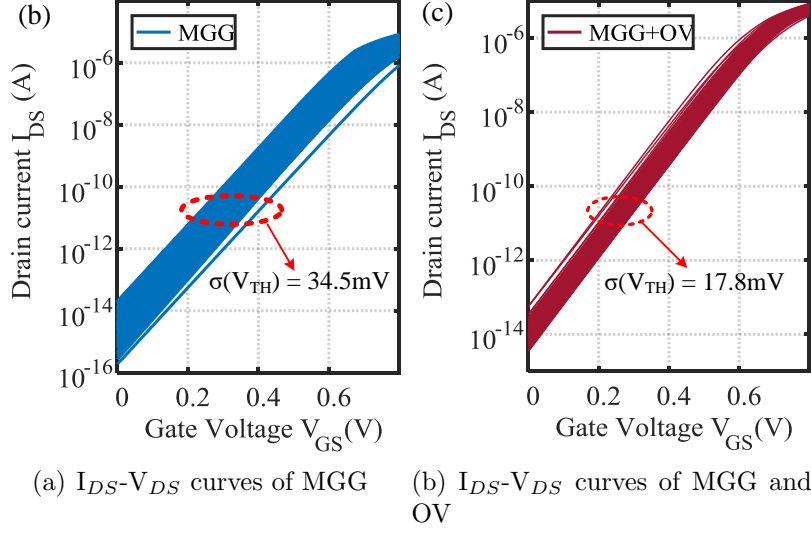 (b)
MGG
10^-6
10^-8
10^-10
10^-12
10^-14
10^-16
Drain current I_DS (A)
σ(V_TH) = 34.5mV
0 0.2 0.4 0.6
Gate Voltage V_GS(V)
(a) I_DS-V_DS curves of MGG
(c)
MGG+OV
10^-6
10^-8
10^-10
10^-12
10^-14
Drain current I_DS (A)
σ(V_TH) = 17.8mV
0 0.2 0.4 0.6
Gate Voltage V_GS(V)
(b) I_DS-V_DS curves of MGG and
OV